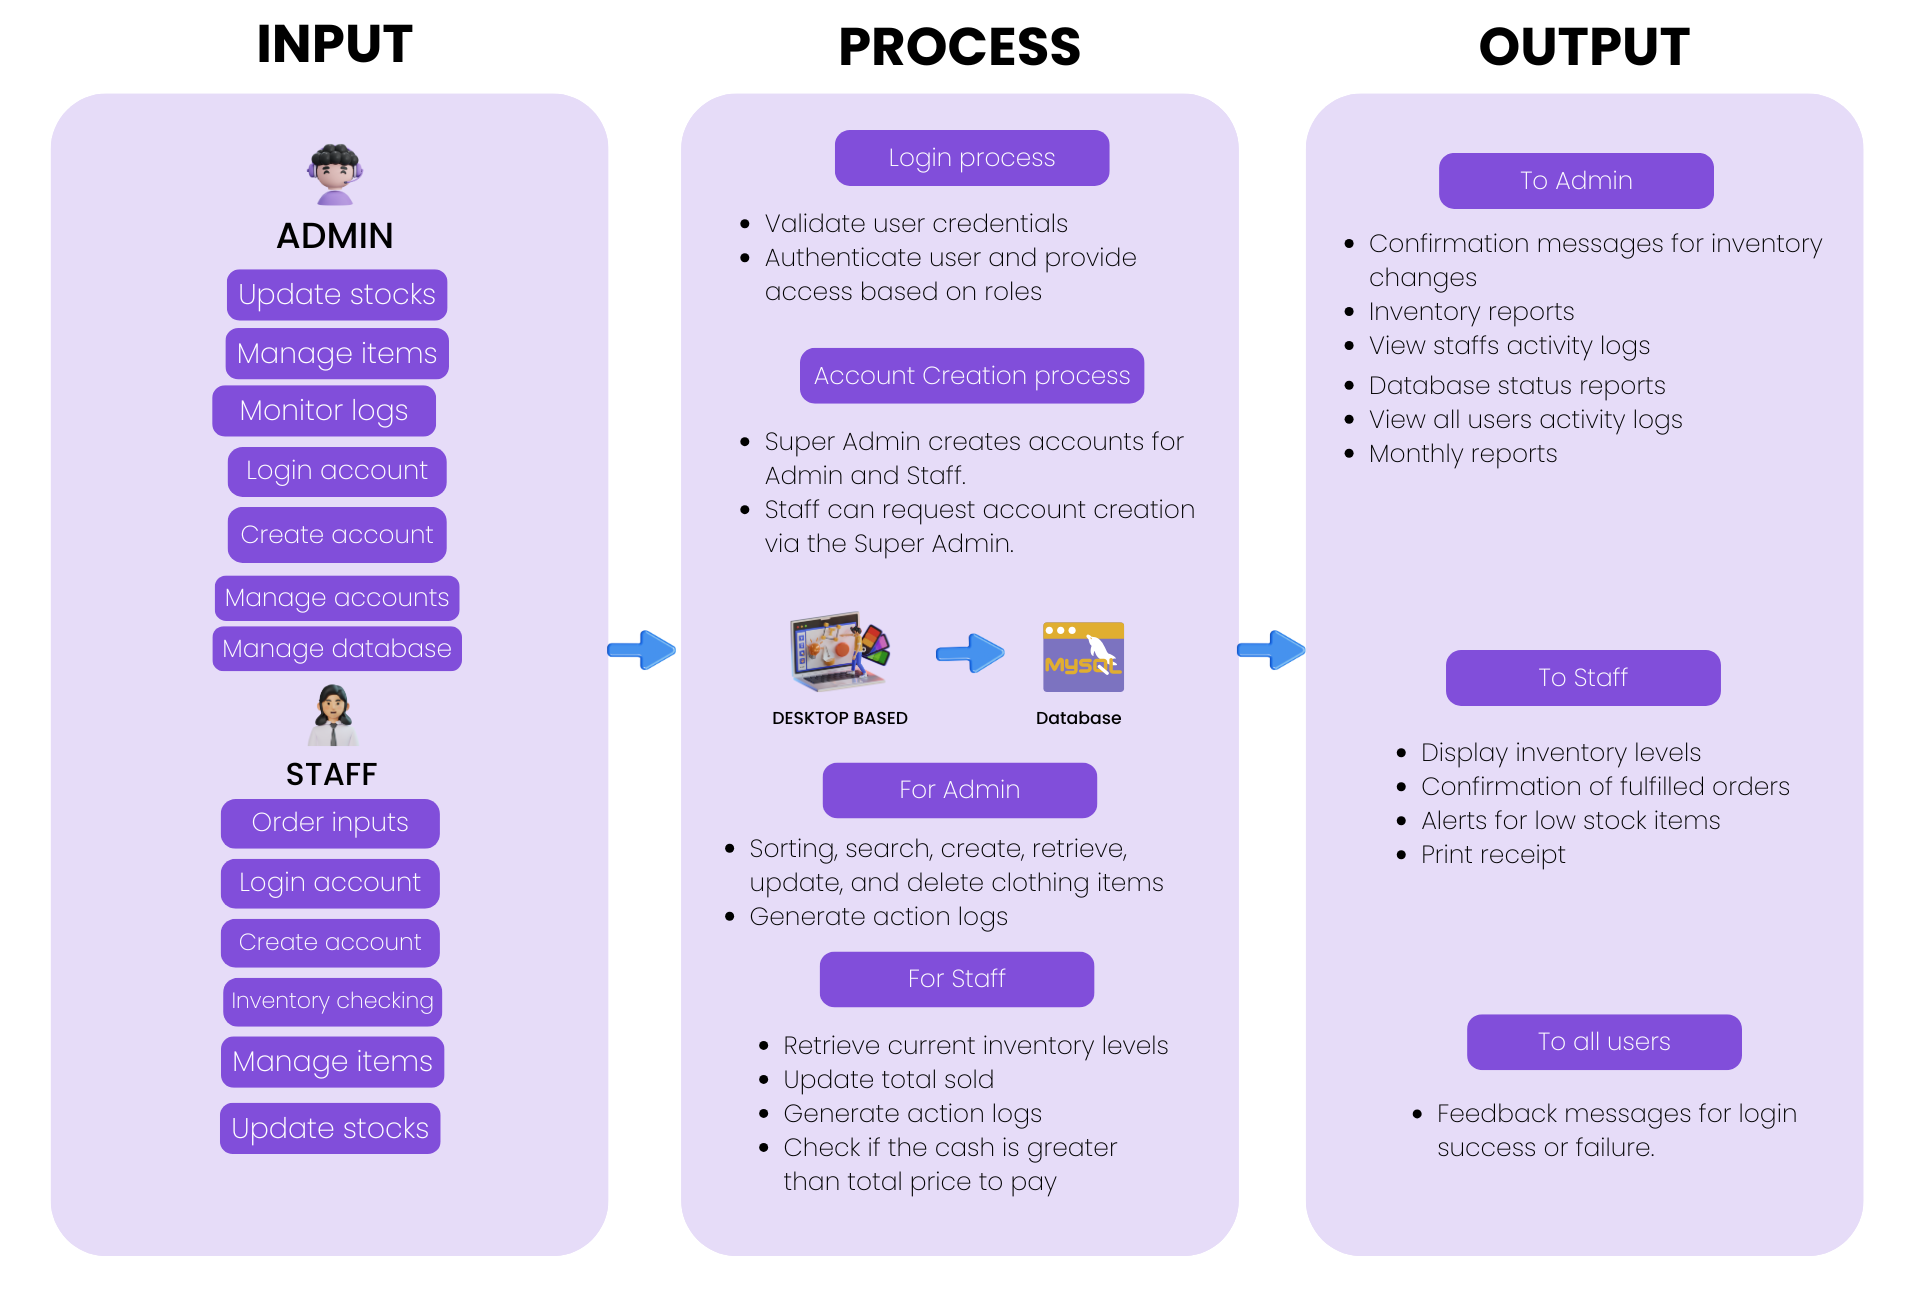 INPUT
ADMIN
Update stocks
Manage items
Monitor logs
Login account
Create account
Manage accounts
Manage database
STAFF
Order inputs
Login account
Create account
Inventory checking
Manage items
Update stocks
PROCESS
Login process
• Validate user credentials
• Authenticate user and provide
access based on roles
Account Creation process
• Super Admin creates accounts for
Admin and Staff.
• Staff can request account creation
via the Super Admin.
MySQL
DESKTOP BASED
Database
For Admin
• Sorting, search, create, retrieve,
update, and delete clothing items
• Generate action logs
For Staff
• Retrieve current inventory levels
• Update total sold
• Generate action logs
• Check if the cash is greater
than total price to pay
OUTPUT
To Admin
• Confirmation messages for inventory
changes
• Inventory reports
• View staffs activity logs
• Database status reports
• View all users activity logs
• Monthly reports
To Staff
• Display inventory levels
• Confirmation of fulfilled orders
• Alerts for low stock items
• Print receipt
To all users
• Feedback messages for login
success or failure.